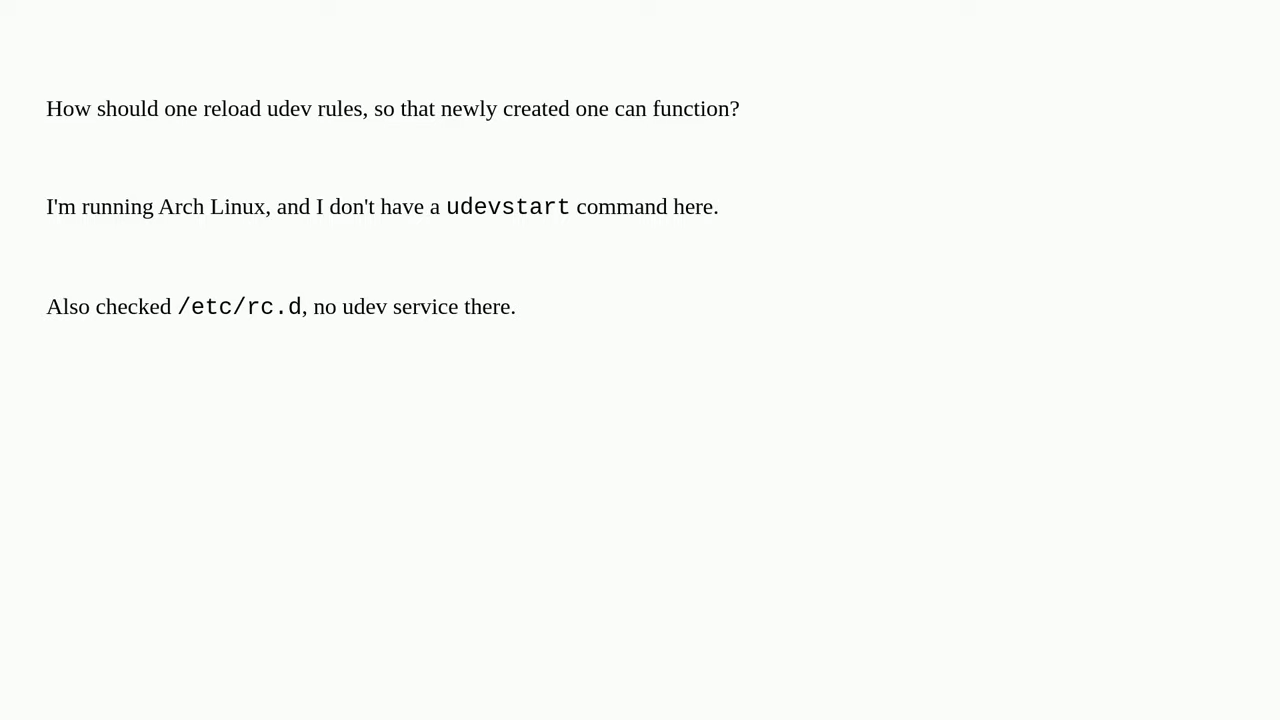 How should one reload udev rules, so that newly created one can function?
I'm running Arch Linux, and I don't have a udevstart command here.
Also checked /etc/rc.d, no udev service there.